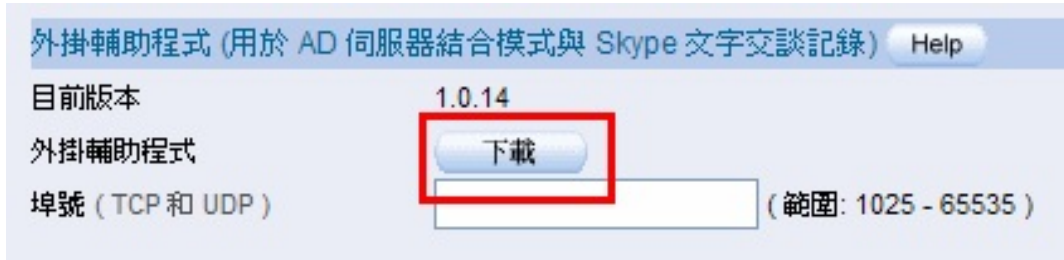 外掛輔助程式 (用於 AD 伺服器結合模式與 Skype 文字交談記錄) Help
目前版本 1.0.14
外掛輔助程式 下載
埠號 ( TCP 和 UDP ) ( 範圍: 1025 - 65535 )